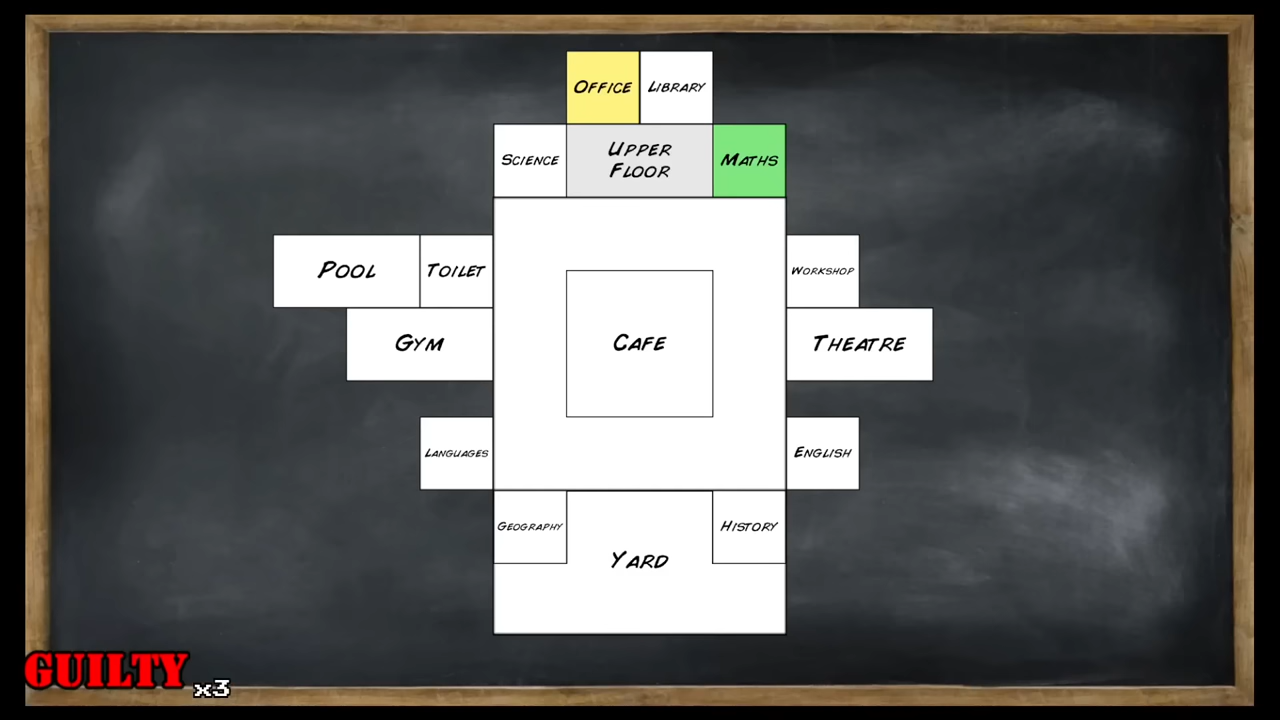 OFFICE
LIBRARY
SCIENCE
UPPER
FLOOR
MATHS
POOL
TOILET
WORKSHOP
GYM
CAFE
THEATRE
LANGUAGES
ENGLISH
GEOGRAPHY
HISTORY
YARD
GUILTY
x3